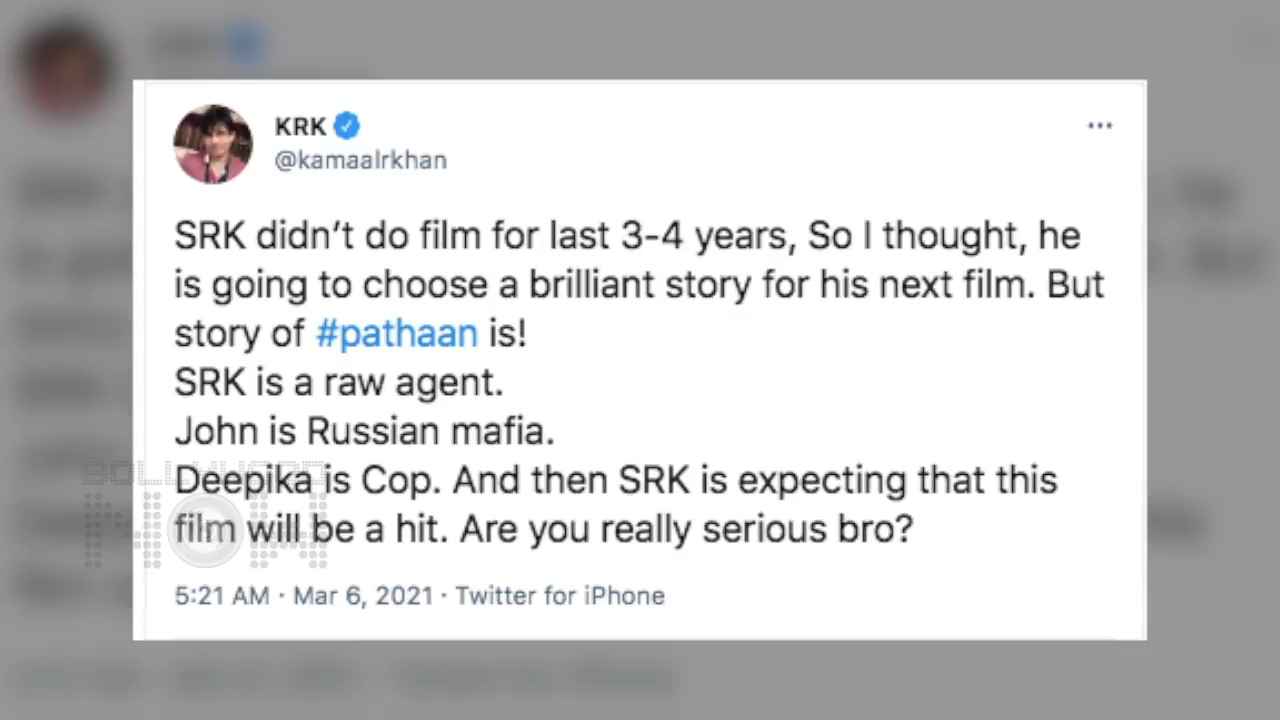 KRK
@kamaalrkhan
SRK didn't do film for last 3-4 years, So I thought, he
is going to choose a brilliant story for his next film. But
story of #pathaan is!
SRK is a raw agent.
John is Russian mafia.
Deepika is Cop. And then SRK is expecting that this
film will be a hit. Are you really serious bro?
BOLLYWOOD
NOW
5:21 AM · Mar 6, 2021 · Twitter for iPhone